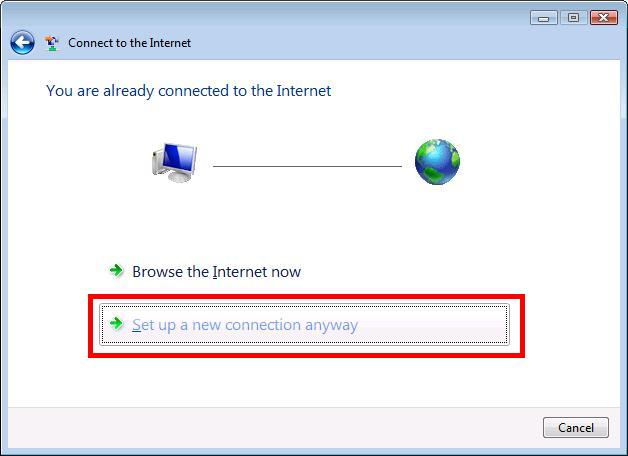 Connect to the Internet
You are already connected to the Internet
Browse the Internet now
Set up a new connection anyway
Cancel